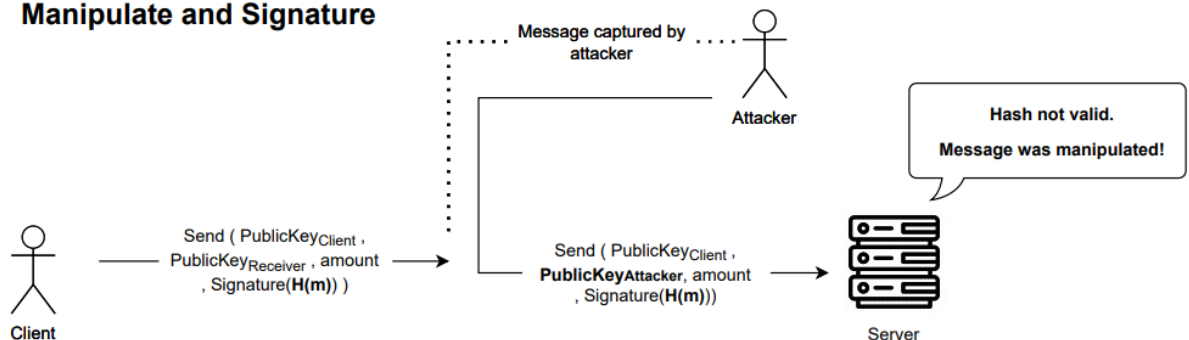 Manipulate and Signature
Message captured by
attacker
Attacker
Hash not valid.
Message was manipulated!
Send ( PublicKeyClient ,
PublicKeyReceiver , amount
, Signature(H(m)) )
Send ( PublicKeyClient ,
PublicKeyAttacker, amount
, Signature(H(m)))
Client
Server